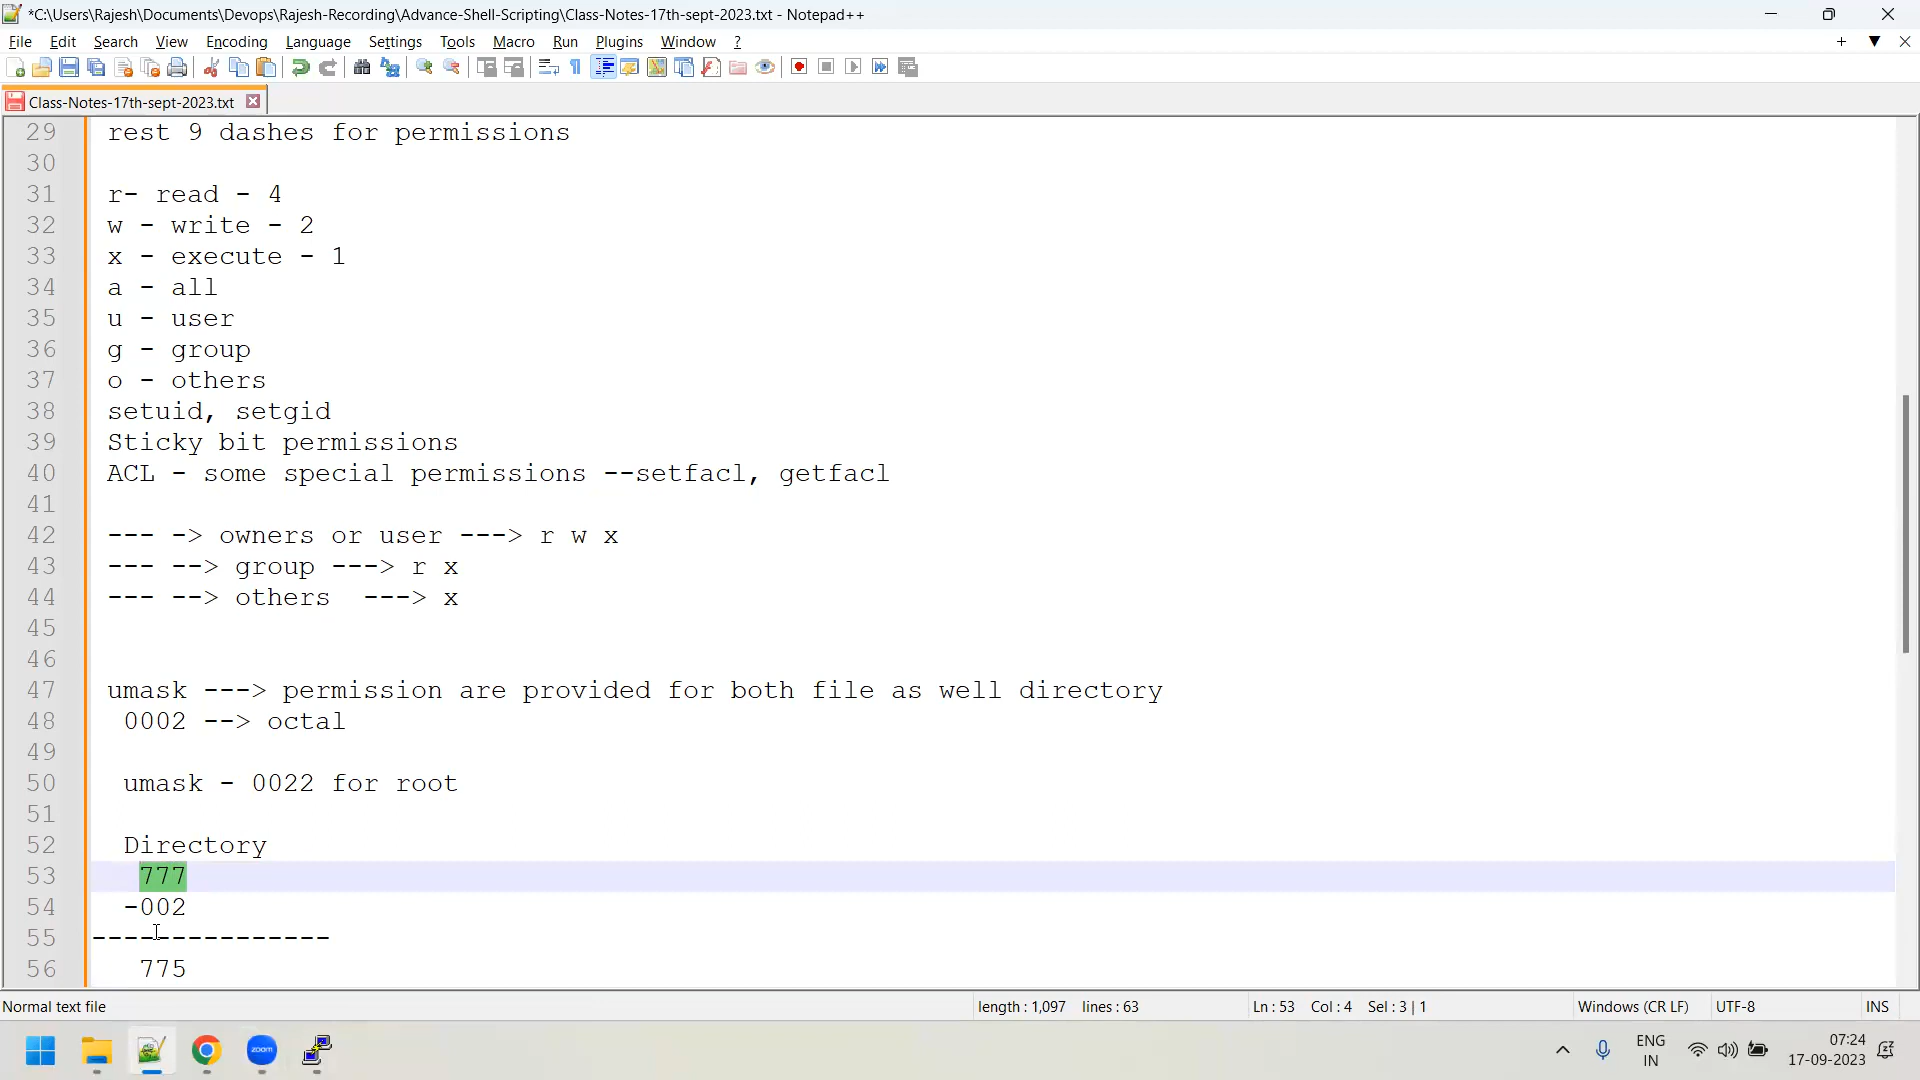 *C:\Users\Rajesh\Documents\Devops\Rajesh-Recording\Advance-Shell-Scripting\Class-Notes-17th-sept-2023.txt - Notepad++
File Edit Search View Encoding Language Settings Tools Macro Run Plugins Window ?
Class-Notes-17th-sept-2023.txt
29 rest 9 dashes for permissions
30
31 r- read - 4
32 w - write - 2
33 x - execute - 1
34 a - all
35 u - user
36 g - group
37 o - others
38 setuid, setgid
39 Sticky bit permissions
40 ACL - some special permissions --setfacl, getfacl
41
42 --- -> owners or user ---> r w x
43 --- --> group ---> r x
44 --- --> others  ---> x
45
46
47 umask ---> permission are provided for both file as well directory
48 0002 --> octal
49
50 umask - 0022 for root
51
52 Directory
53 777
54 -002
55 ---------------
56 775
Normal text file length : 1,097 lines : 63 Ln : 53 Col : 4 Sel : 3 | 1 Windows (CR LF) UTF-8 INS
zoom ENG IN 07:24
17-09-2023